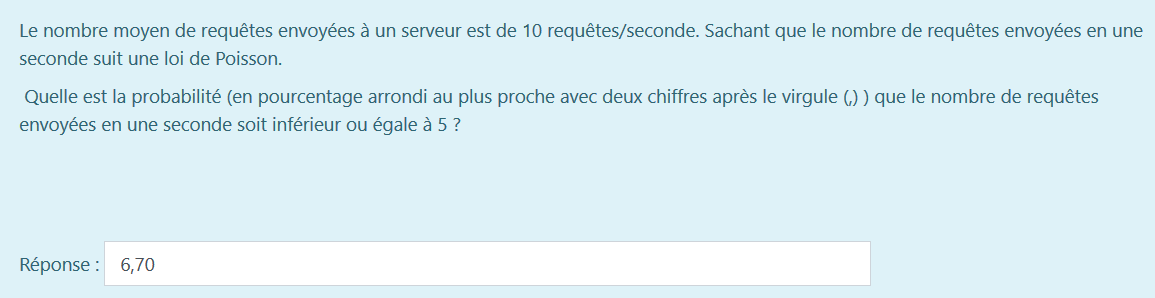 Le nombre moyen de requêtes envoyées à un serveur est de 10 requêtes/seconde. Sachant que le nombre de requêtes envoyées en une
seconde suit une loi de Poisson.
Quelle est la probabilité (en pourcentage arrondi au plus proche avec deux chiffres après le virgule (,) ) que le nombre de requêtes
envoyées en une seconde soit inférieur ou égale à 5 ?
Réponse : 6,70